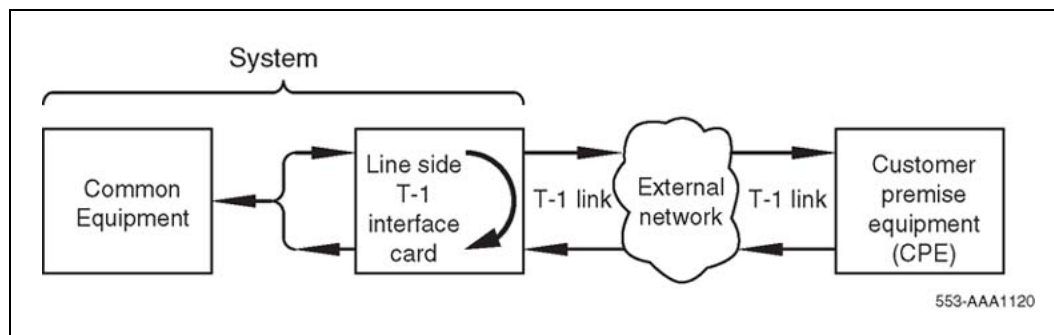 System
Common
Equipment
Line side
T-1
interface
card
T-1 link
External
network
T-1 link
Customer
premise
equipment
(CPE)
553-AAA1120